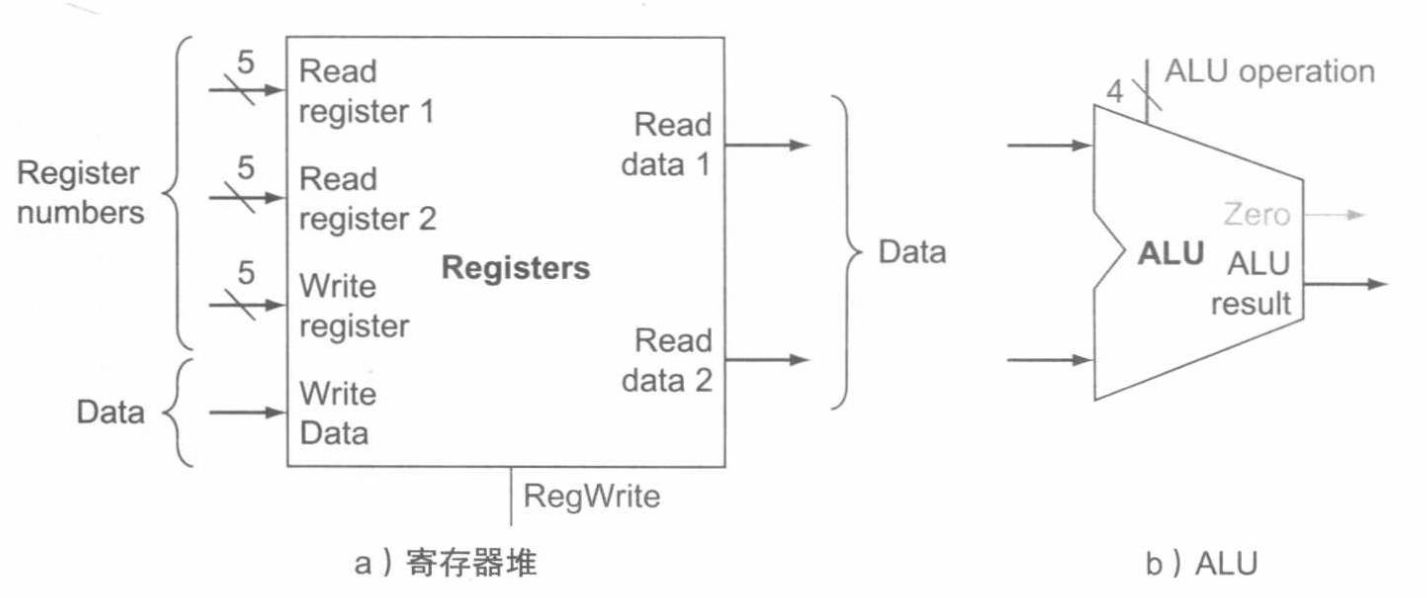 Register
numbers
Data
5
Read
register 1
5
Read
register 2
5
Write
register
Write
Data
Registers
Read
data 1
Read
data 2
RegWrite
Data
4
ALU operation
ALU
Zero
ALU
result
a）寄存器堆
b）ALU